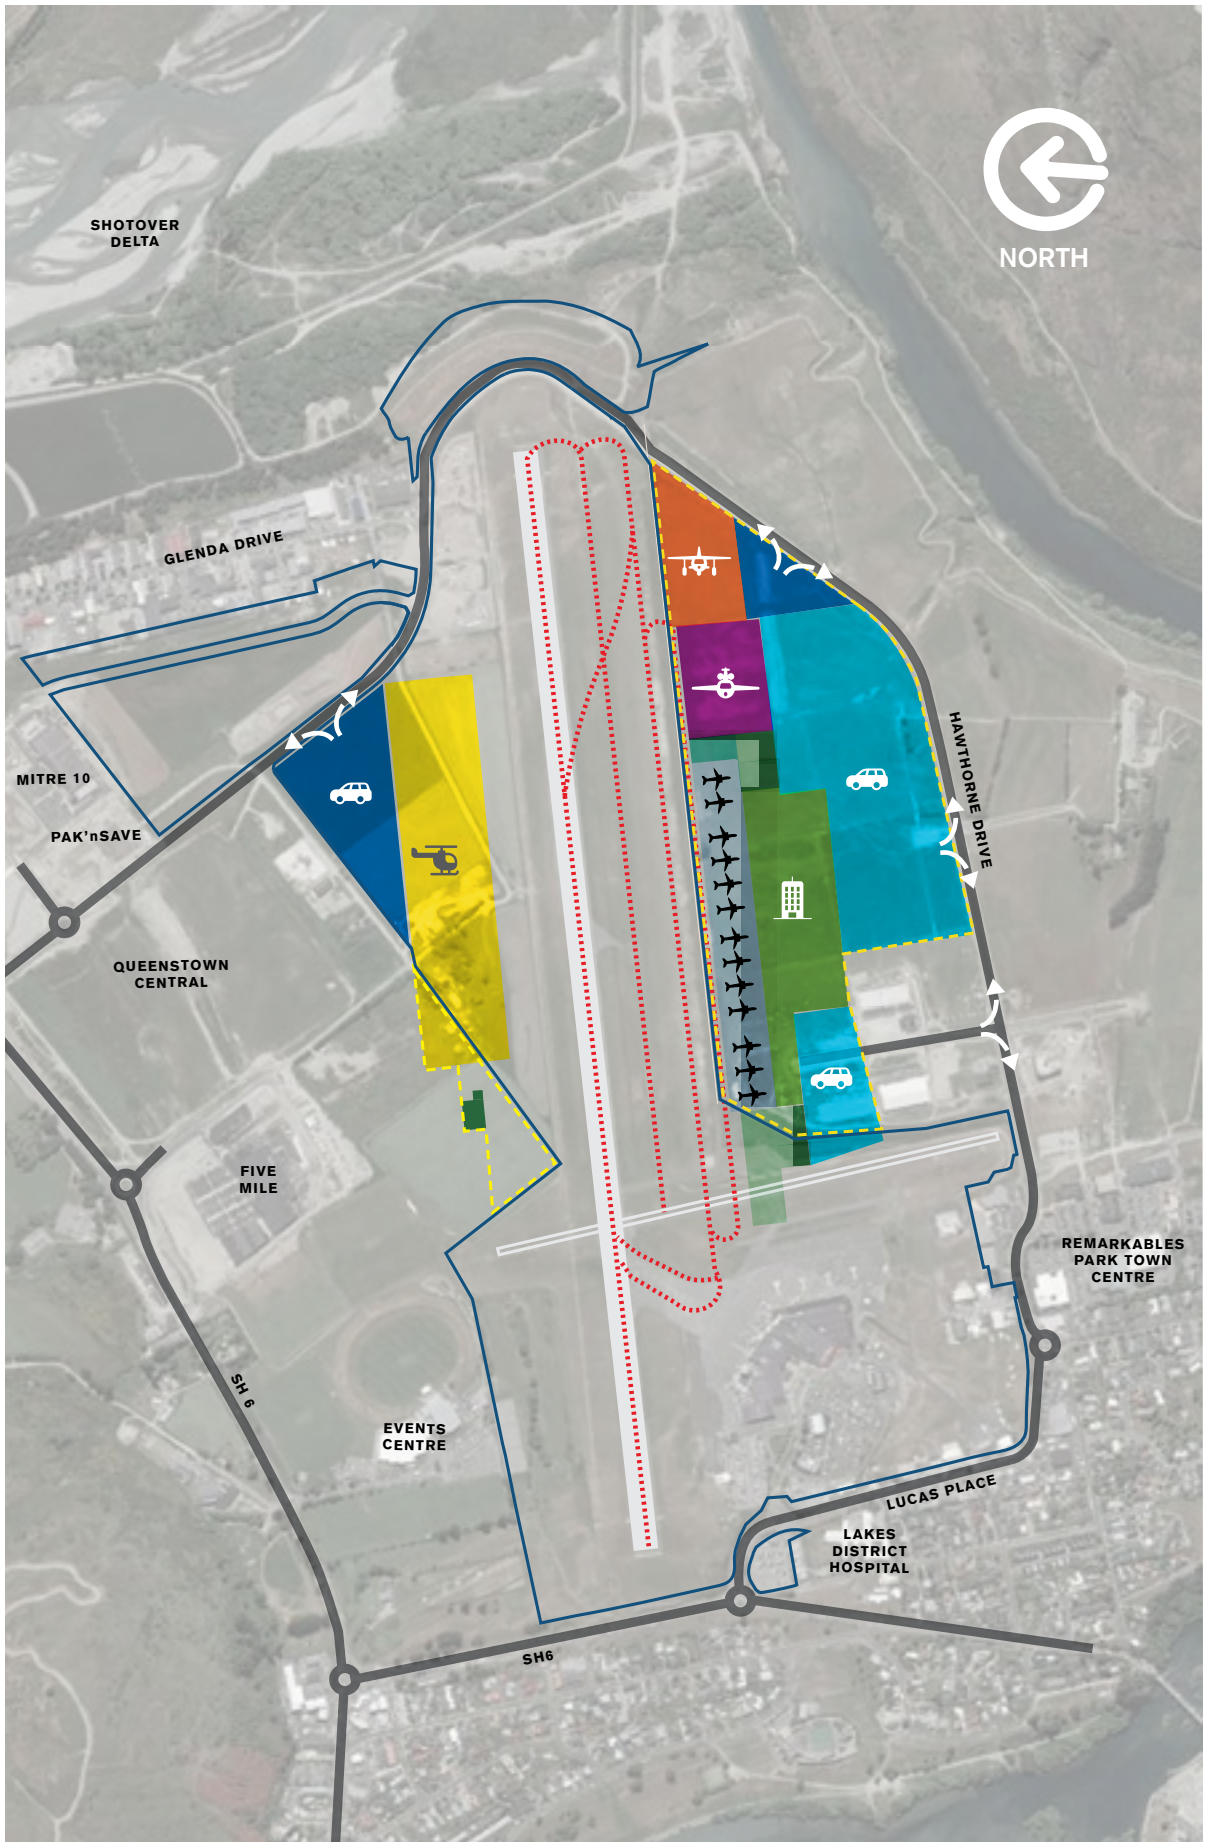 NORTH
SHOTOVER
DELTA
GLENDA DRIVE
HAWTHORNE DRIVE
MITRE 10
PAK'nSAVE
QUEENSTOWN
CENTRAL
FIVE
MILE
REMARKABLES
PARK TOWN
CENTRE
SH 6
EVENTS
CENTRE
LUCAS PLACE
LAKES
DISTRICT
HOSPITAL
SH6